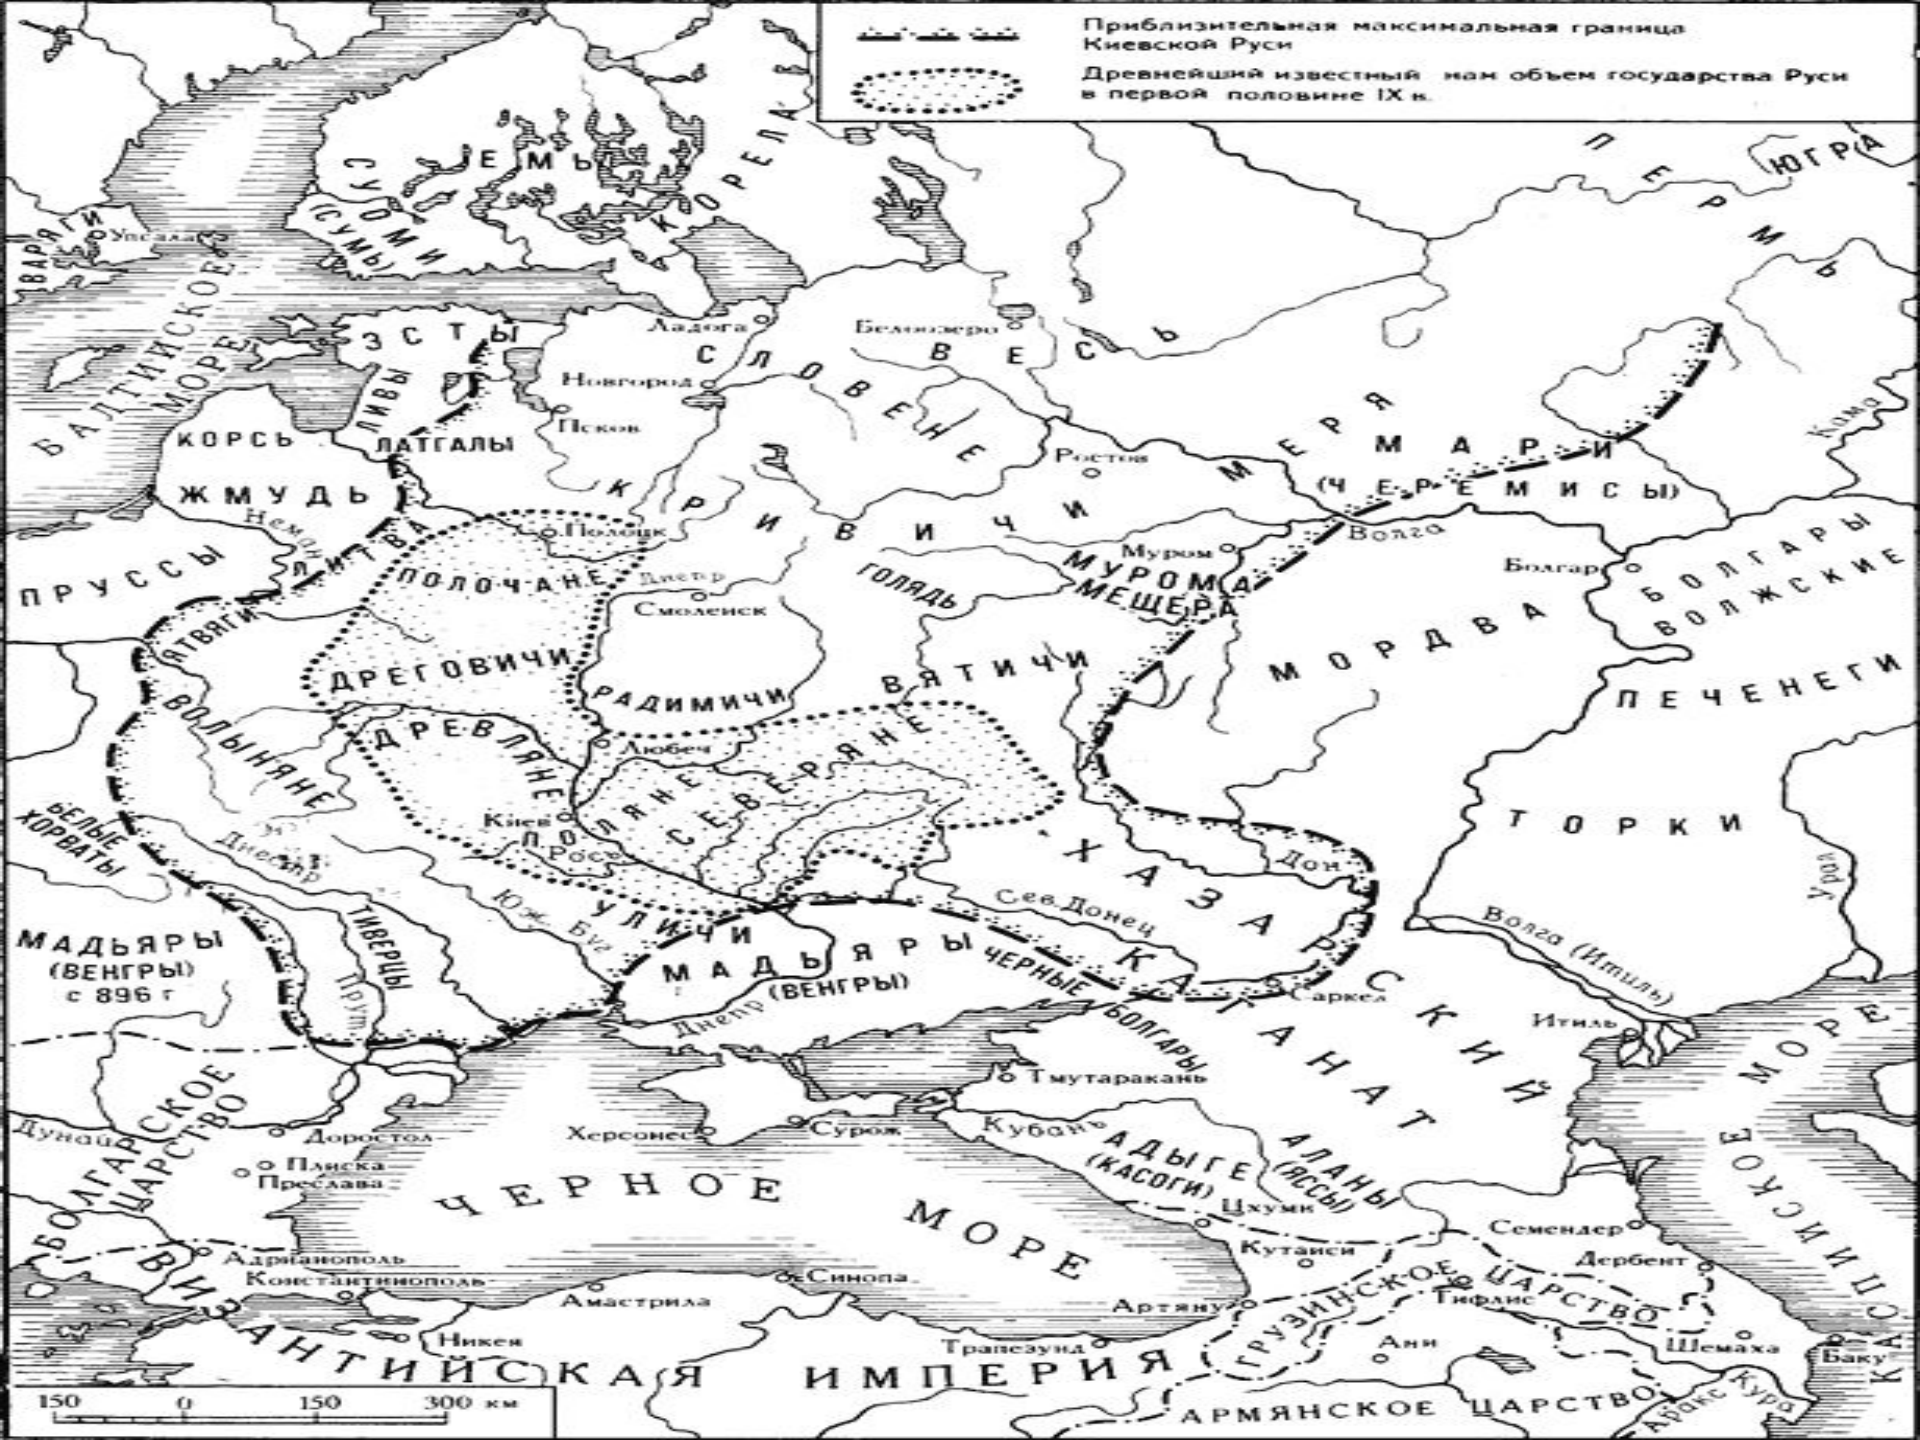 Приблизительная максимальная граница
Киевской Руси
Древнейший известный нам объем государства Руси
в первой половине IX в.
ПЕРМЬ
ЮГРА
ЕМЬ
КОРЕЛА
СУОМИ
(СУМЬ)
ВАРЯГИ
Упсала
БАЛТИЙСКОЕ
МОРЕ
ЭСТЫ
ЛИВЫ
Ладога
Белоозеро
СЛОВЕНЕ
ВЕСЬ
Новгород
Псков
КОРСЬ
ЛАТГАЛЫ
ЖМУДЬ
Неман
ЛИТВА
ПРУССЫ
КРИВИЧИ
Ростов
МЕРЯ
МАРИ
(ЧЕРЕМИСЫ)
Кама
Волга
Полоцк
ПОЛОЧАНЕ
Днепр
Смоленск
ГОЛЯДЬ
Муром
МУРОМА
МЕЩЕРА
Болгар
БОЛГАРЫ
ВОЛЖСКИЕ
МОРДВА
ЯТВЯГИ
ДРЕГОВИЧИ
РАДИМИЧИ
ВЯТИЧИ
ПЕЧЕНЕГИ
ВОЛЫНЯНЕ
ДРЕВЛЯНЕ
Любеч
СЕВЕРЯНЕ
Киев
ПОЛЯНЕ
Рось
ТОРКИ
БЕЛЫЕ
ХОРВАТЫ
Днестр
Юж. Буг
УЛИЧИ
ТИВЕРЦЫ
Прут
МАДЬЯРЫ
(ВЕНГРЫ)
с 896 г
МАДЬЯРЫ
(ВЕНГРЫ)
Днепр
ЧЕРНЫЕ
БОЛГАРЫ
Сев. Донец
Дон
ХАЗАРСКИЙ
КАГАНАТ
Саркел
Волга (Итиль)
Урал
Итиль
КАСПИЙСКОЕ
МОРЕ
Тмутаракань
Херсонес
Сурож
Кубань
АДЫГЕ
(КАСОГИ)
АЛАНЫ
(ЯССЫ)
Дунай
Доростол
Плиска
Преслава
БОЛГАРСКОЕ
ЦАРСТВО
ЧЕРНОЕ МОРЕ
Цхуми
Кутаиси
Семендер
Дербент
Адрианополь
Константинополь
Амастрида
Синопа
Артяну
ГРУЗИНСКОЕ ЦАРСТВО
Тифлис
Никея
Трапезунд
Ани
Шемаха
Баку
ВИЗАНТИЙСКАЯ ИМПЕРИЯ
АРМЯНСКОЕ ЦАРСТВО
Аракс
Кура
150 0 150 300 км